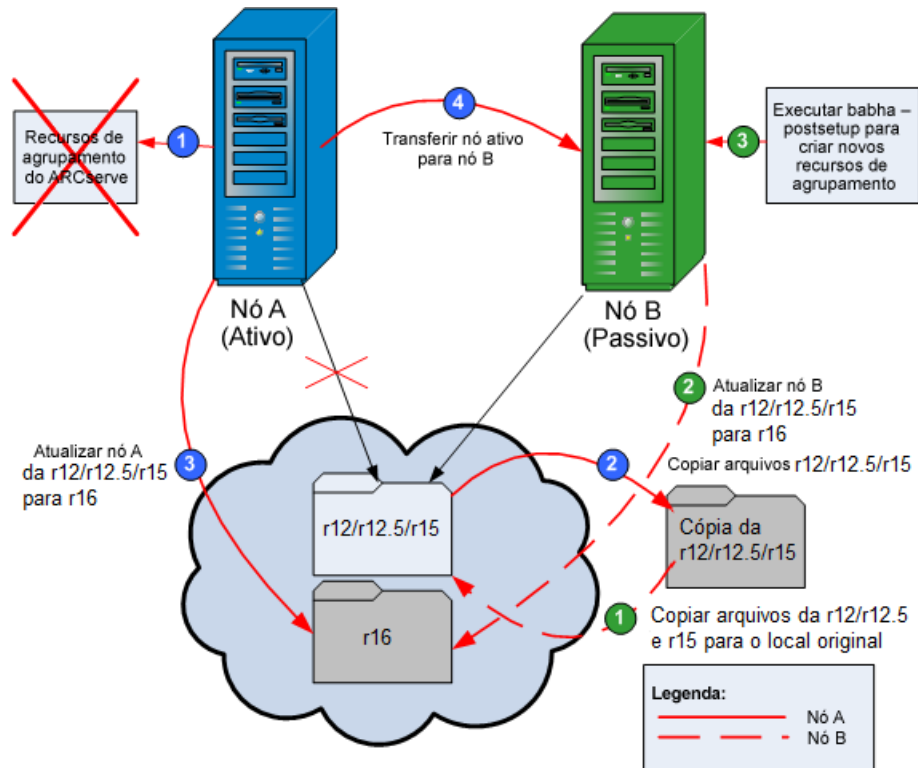 Recursos de
agrupamento
do ARCserve
1
4
Transferir nó ativo
para nó B
3
Executar babha –
postsetup para
criar novos
recursos de
agrupamento
Nó A
(Ativo)
Nó B
(Passivo)
2
Atualizar nó B
da r12/r12.5/r15
para r16
Atualizar nó A
da r12/r12.5/r15
para r16
3
2
Copiar arquivos r12/r12.5/r15
r12/r12.5/r15
Cópia da
r12/r12.5/r15
r16
1
Copiar arquivos da r12/r12.5
e r15 para o local original
Legenda:
Nó A
Nó B